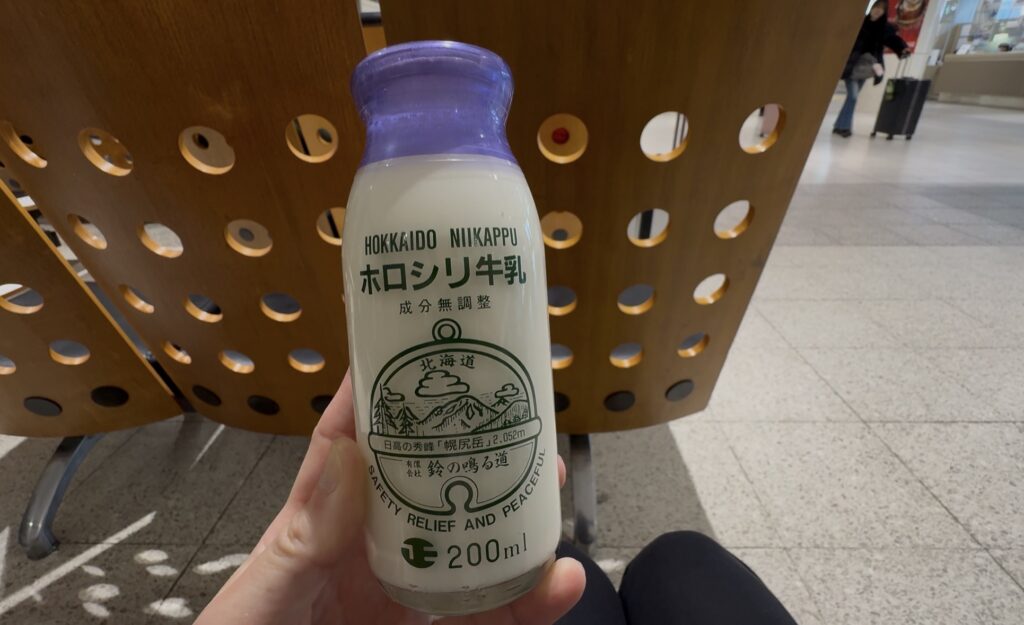 HOKKAIDO NIIKAPPU
ホロシリ牛乳
成分無調整
北海道
日高の秀峰「幌尻岳」2,052m
有限会社 鈴の鳴る道
SAFETY RELIEF AND PEACEFUL
正 200ml